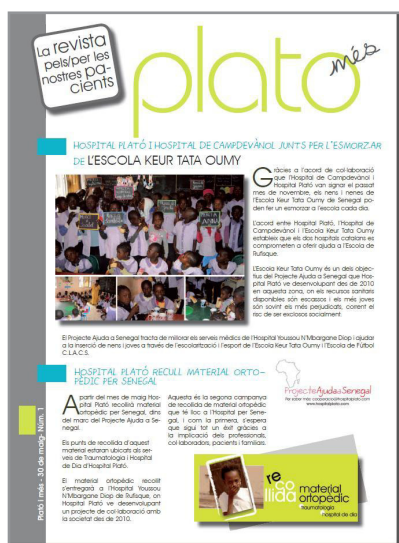 La revista
pels/per les
nostres pa-
cients
plató
més
HOSPITAL PLATÓ I HOSPITAL DE CAMPDEVÀNOL JUNTS PER L'ESMORZAR
DE L'ESCOLA KEUR TATA OUMY
Gràcies a l'acord de col·laboració
que l'Hospital de Campdevànol i
Hospital Plató van signar el passat
mes de novembre, els nens i nenes de
l'Escola Keur Tata Oumy de Senegal po-
den fer un esmorzar a l'escola cada dia.
L'acord entre Hospital Plató, l'Hospital de
Campdevànol i l'Escola Keur Tata Oumy
estableix que els dos hospitals catalans es
comprometen a oferir ajuda a l'Escola de
Rufisque.
L'Escola Keur Tata Oumy és un dels objec-
tius del Projecte Ajuda a Senegal que Hos-
pital Plató ve desenvolupant des de 2010
en aquesta zona, on els recursos sanitaris
disponibles són escassos i els més joves
són sovint els més perjudicats, corrent el
risc de ser exclosos socialment.
El Projecte Ajuda a Senegal tracta de millorar els serveis mèdics de l'Hospital Youssou N'Mbargane Diop i ajudar
a la inserció de nens i joves a través de l'escolarització i l'esport de l'Escola Keur Tata Oumy i l'Escola de Fútbol
C.L.A.C.S.
HOSPITAL PLATÓ RECULL MATERIAL ORTO-
PÈDIC PER SENEGAL
A partir del mes de maig Hos-
pital Plató recollirà material
ortopèdic per Senegal, dins
del marc del Projecte Ajuda a Se-
negal.
Els punts de recollida d'aquest
material estaran ubicats als ser-
veis de Traumatologia i Hospital
de Dia d'Hospital Plató.
El material ortopèdic recollit
s'entregarà a l'Hospital Youssou
N'Mbargane Diop de Rufisque, on
Hospital Plató ve desenvolupant
un projecte de col·laboració amb
la societat des de 2010.
Aquesta és la segona campanya
de recollida de material ortopèdic
que té lloc a l'Hospital per Sene-
gal, i com la primera, s'espera
que sigui tot un èxit gràcies a
la implicació dels professionals,
col·laboradors, pacients i familiars.
ProjecteAjudaaSenegal
Per saber més: cooperacio@hospitalplato.com
www.hospitalplato.com
re
co
llida
material
ortopèdic
traumatologia
hospital de dia
Plató i més - 30 de maig- Núm. 1